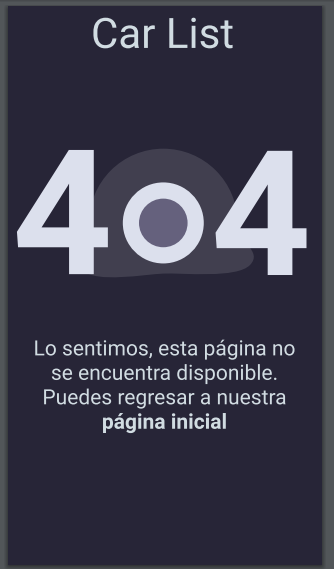 Car List
404
Lo sentimos, esta página no
se encuentra disponible.
Puedes regresar a nuestra
página inicial